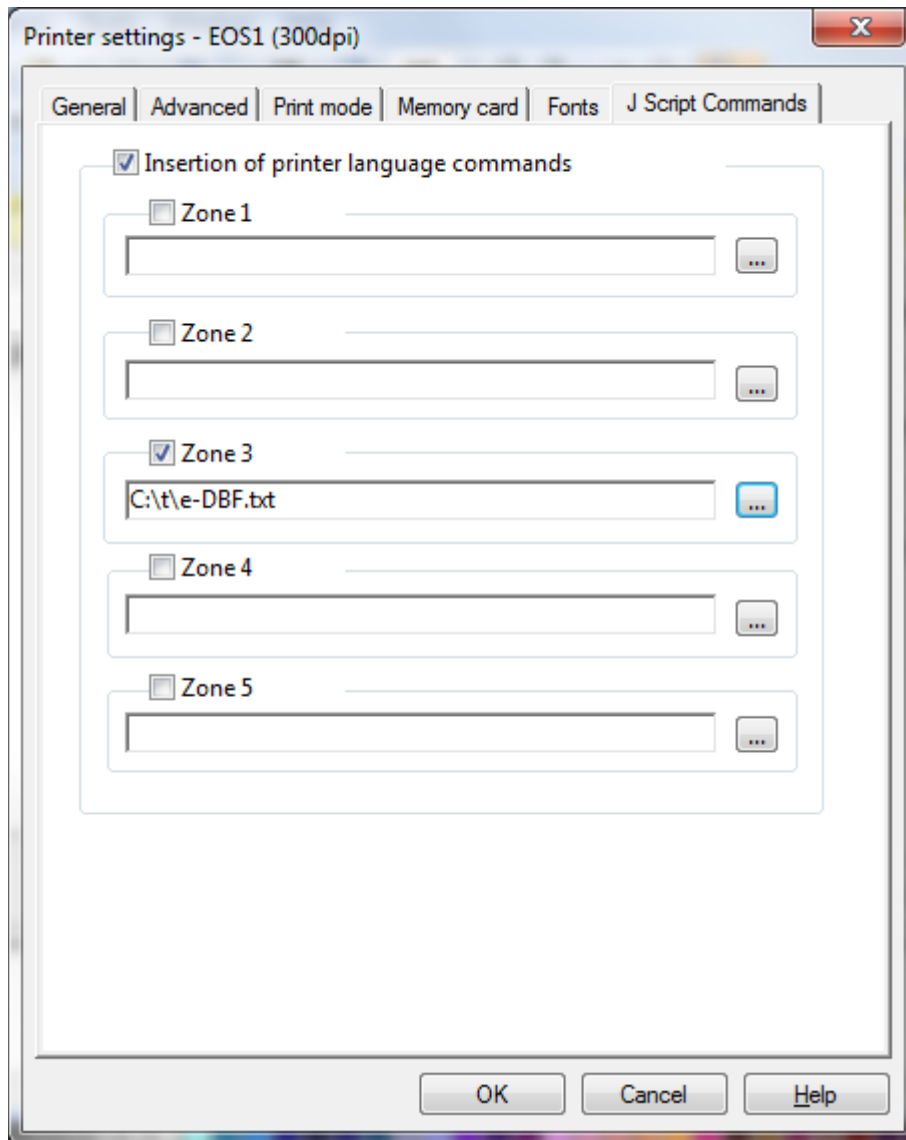 Printer settings - EOS1 (300dpi)
General Advanced Print mode Memory card Fonts J Script Commands
Insertion of printer language commands
Zone 1
...
Zone 2
...
Zone 3
C:\t\e-DBF.txt
...
Zone 4
...
Zone 5
...
OK Cancel Help